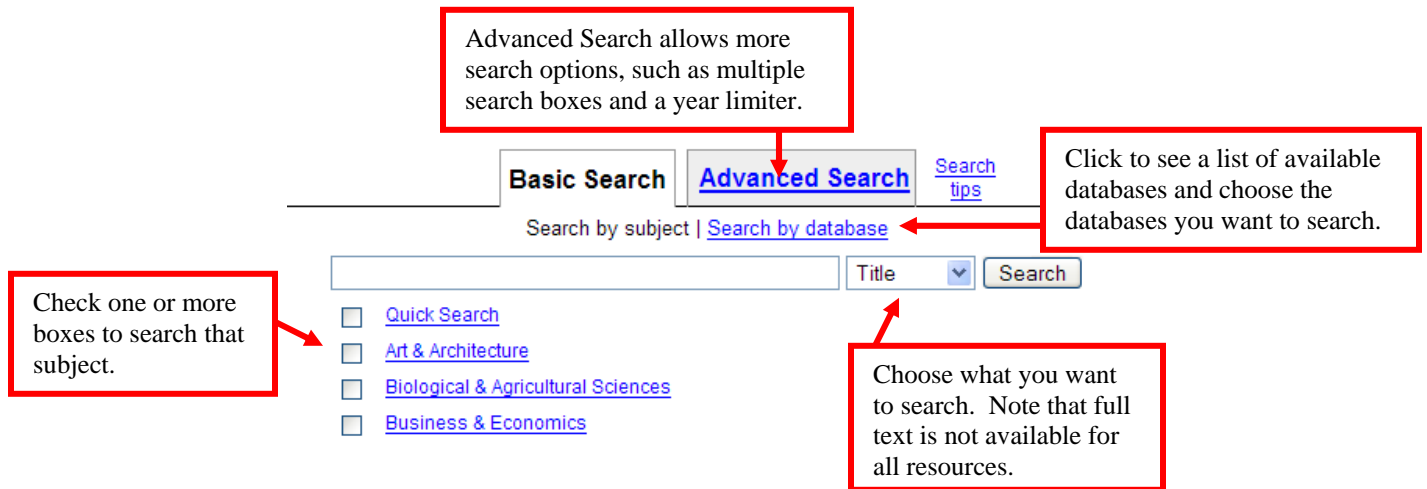 Advanced Search allows more
search options, such as multiple
search boxes and a year limiter.
Basic Search
Advanced Search
Search
tips
Click to see a list of available
databases and choose the
databases you want to search.
Search by subject | Search by database
Title
Search
Check one or more
boxes to search that
subject.
Quick Search
Art & Architecture
Biological & Agricultural Sciences
Business & Economics
Choose what you want
to search.  Note that full
text is not available for
all resources.